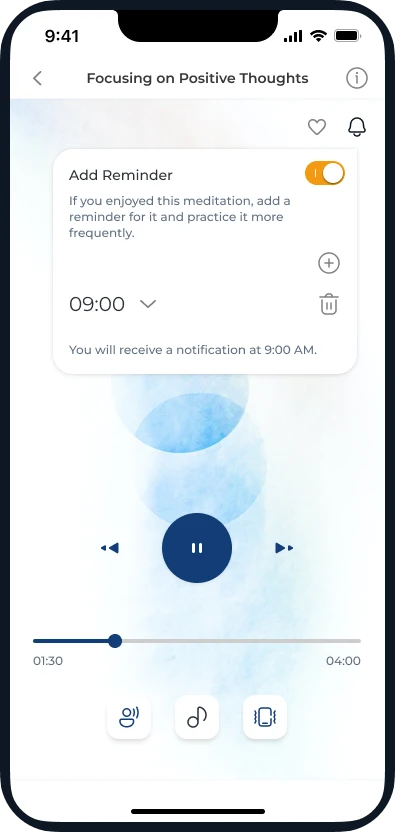 9:41
Focusing on Positive Thoughts
Add Reminder
If you enjoyed this meditation, add a
reminder for it and practice it more
frequently.
09:00
You will receive a notification at 9:00 AM.
01:30
04:00